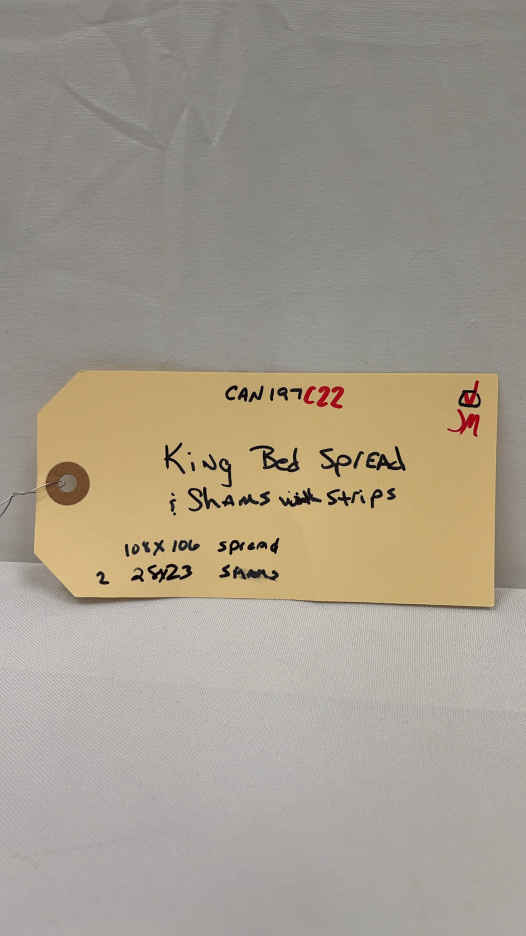 CAN197C22
JM
King Bed Spread
& Shams with Strips
108X106 spread
2 25x23 Shams